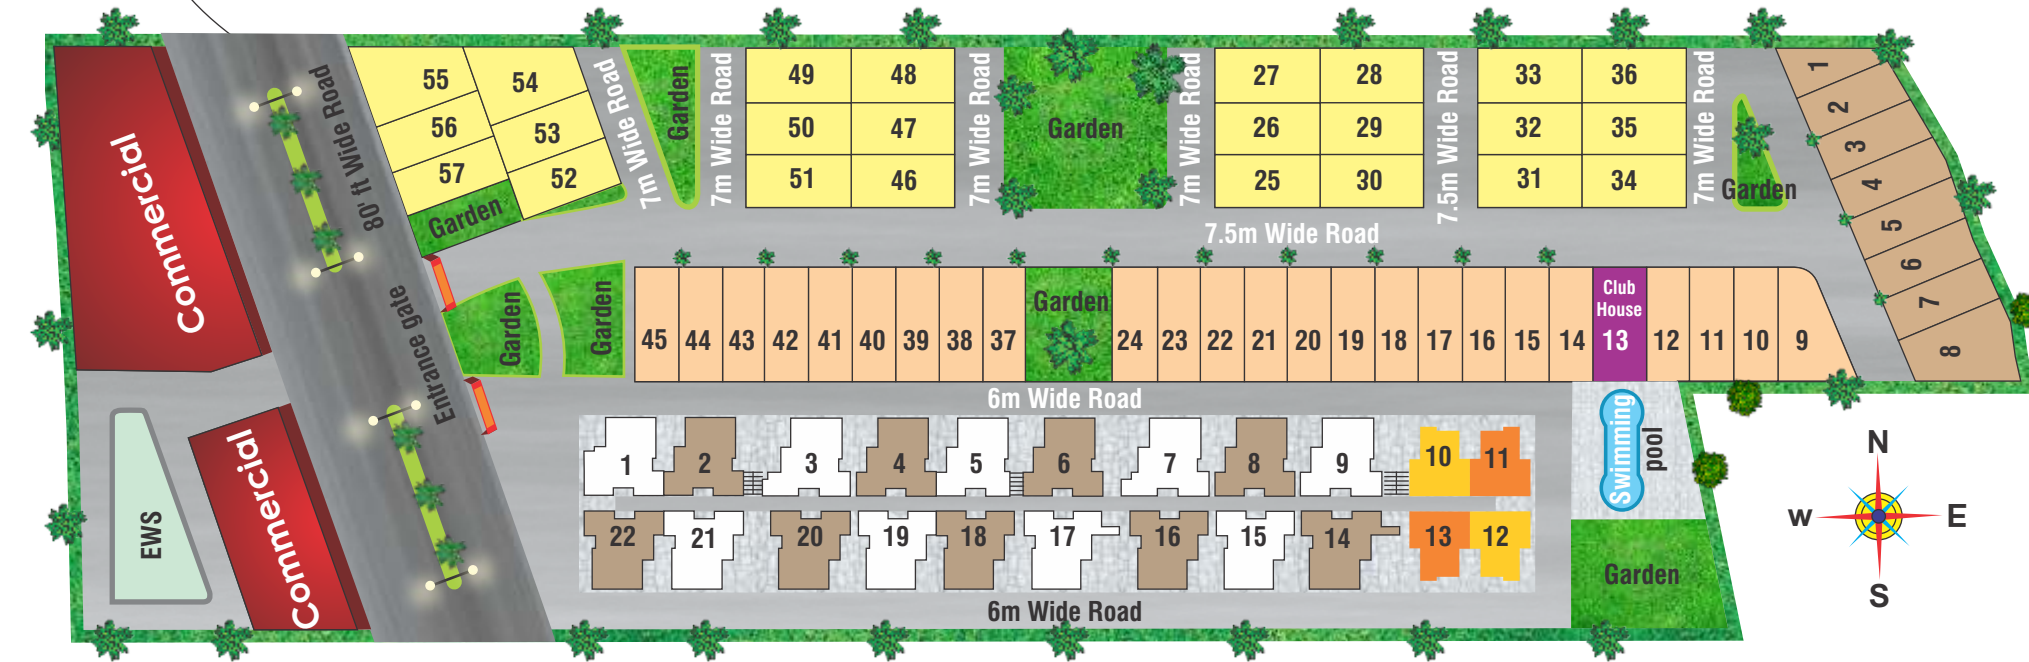 Commercial
80' ft Wide Road
55
54
56
53
57
52
Garden
7m Wide Road
Garden
7m Wide Road
49
48
50
47
51
46
7m Wide Road
Garden
7m Wide Road
27
28
26
29
25
30
7.5m Wide Road
33
36
32
35
31
34
7m Wide Road
Garden
1
2
3
4
5
6
7
8
7.5m Wide Road
Entrance gate
Garden
Garden
45
44
43
42
41
40
39
38
37
Garden
24
23
22
21
20
19
18
17
16
15
14
Club
House
13
12
11
10
9
6m Wide Road
EWS
Commercial
1
2
3
4
5
6
7
8
9
10
11
22
21
20
19
18
17
16
15
14
13
12
6m Wide Road
Swimming
pool
Garden
N
W
E
S